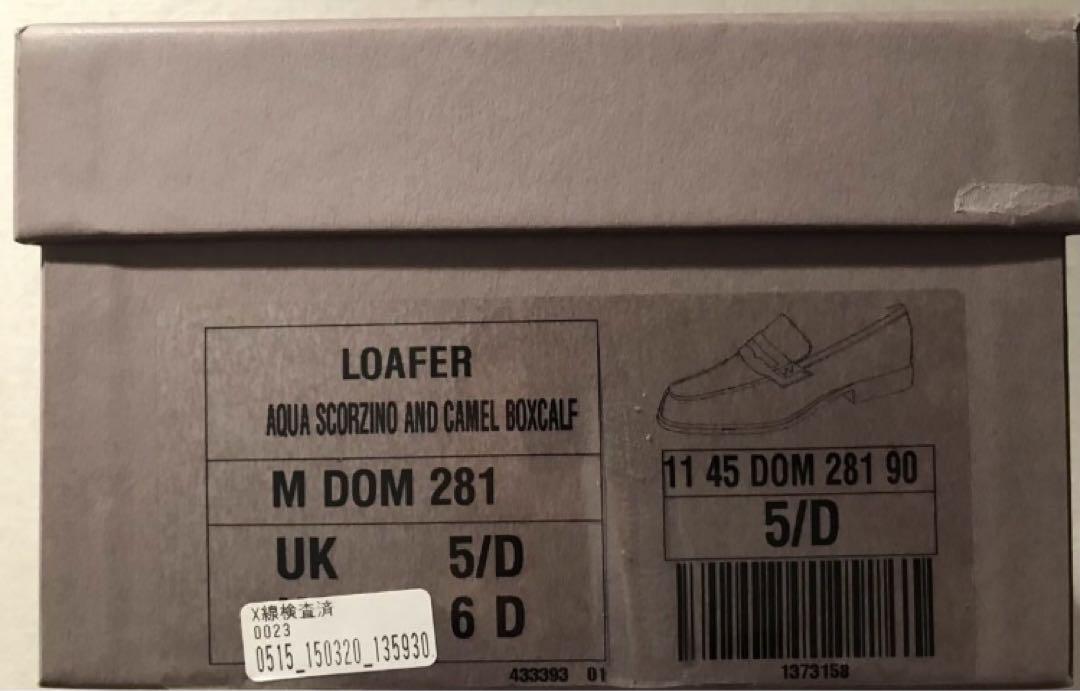 LOAFER
AQUA SCORZINO AND CAMEL BOXCALF
M DOM 281
UK 5/D
6 D
X線検査済
0023
0515_150320_135930
433393 01
11 45 DOM 281 90
5/D
1373158